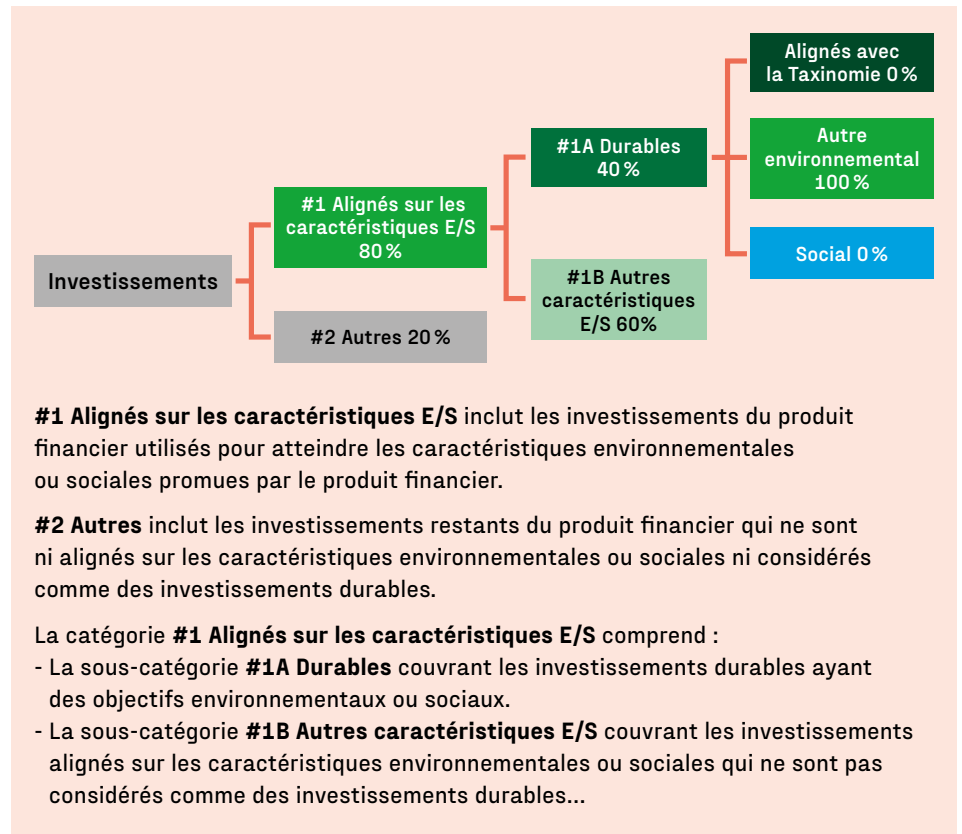 Alignés avec
la Taxinomie 0 %
#1A Durables
40 %
Autre
environnemental
100 %
#1 Alignés sur les
caractéristiques E/S
80 %
Social 0 %
Investissements
#1B Autres
caractéristiques
E/S 60%
#2 Autres 20 %
#1 Alignés sur les caractéristiques E/S inclut les investissements du produit
financier utilisés pour atteindre les caractéristiques environnementales
ou sociales promues par le produit financier.
#2 Autres inclut les investissements restants du produit financier qui ne sont
ni alignés sur les caractéristiques environnementales ou sociales ni considérés
comme des investissements durables.
La catégorie #1 Alignés sur les caractéristiques E/S comprend :
- La sous-catégorie #1A Durables couvrant les investissements durables ayant
des objectifs environnementaux ou sociaux.
- La sous-catégorie #1B Autres caractéristiques E/S couvrant les investissements
alignés sur les caractéristiques environnementales ou sociales qui ne sont pas
considérés comme des investissements durables...